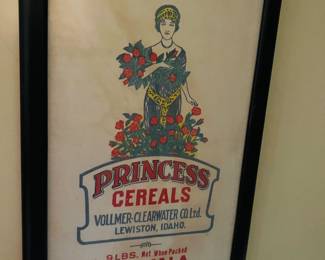 PRINCESS
CEREALS
VOLLMER-CLEARWATER CO. Ltd.
LEWISTON, IDAHO.
9 LBS. Net When Packed